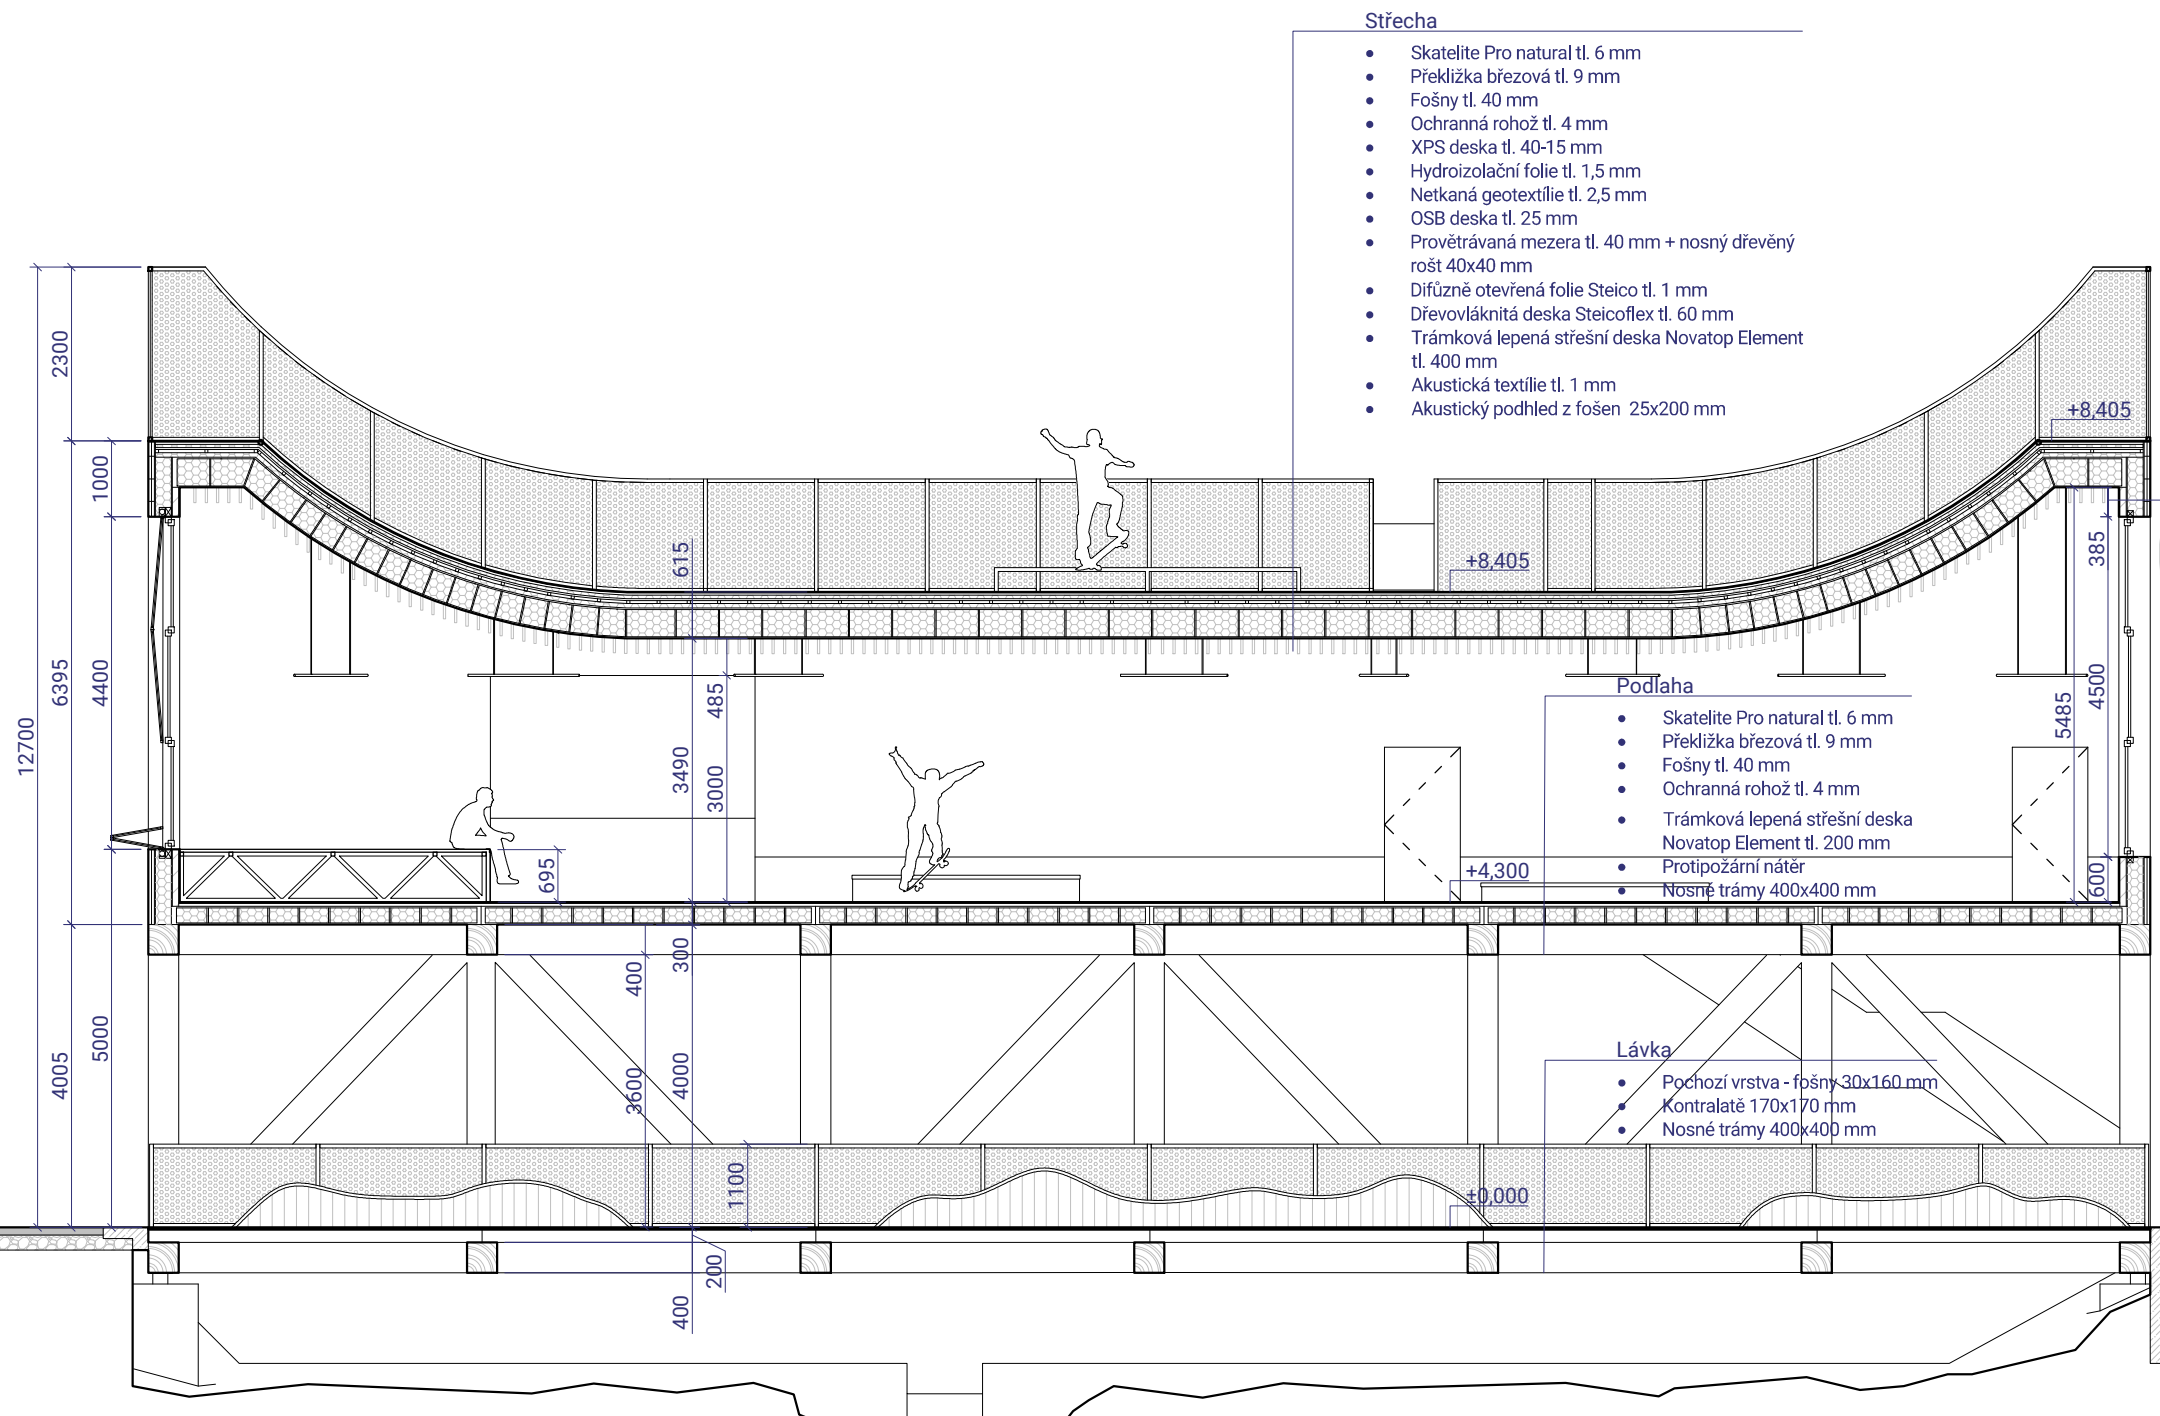 Střecha
• Skatelite Pro natural tl. 6 mm
• Překližka březová tl. 9 mm
• Fošny tl. 40 mm
• Ochranná rohož tl. 4 mm
• XPS deska tl. 40-15 mm
• Hydroizolační folie tl. 1,5 mm
• Netkaná geotextílie tl. 2,5 mm
• OSB deska tl. 25 mm
• Provětrávaná mezera tl. 40 mm + nosný dřevěný
rošt 40x40 mm
• Difůzně otevřená folie Steico tl. 1 mm
• Dřevovláknitá deska Steicoflex tl. 60 mm
• Trámková lepená střešní deska Novatop Element
tl. 400 mm
• Akustická textílie tl. 1 mm
• Akustický podhled z fošen 25x200 mm
+8,405
+8,405
12700
2300
6395
4005
1000
4400
5000
615
485
3490
3000
695
300
400
3600
4000
1100
200
400
385
4500
5485
600
Podlaha
• Skatelite Pro natural tl. 6 mm
• Překližka březová tl. 9 mm
• Fošny tl. 40 mm
• Ochranná rohož tl. 4 mm
• Trámková lepená střešní deska
Novatop Element tl. 200 mm
• Protipožární nátěr
• Nosné trámy 400x400 mm
+4,300
Lávka
• Pochozí vrstva - fošny 30x160 mm
• Kontralatě 170x170 mm
• Nosné trámy 400x400 mm
±0,000